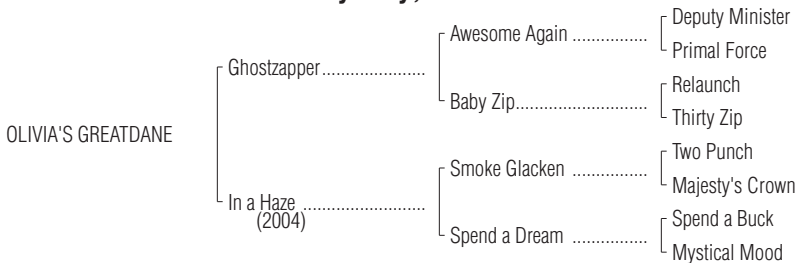 Deputy Minister
Awesome Again ................
Primal Force
Ghostzapper......................
Relaunch
Baby Zip............................
Thirty Zip
OLIVIA'S GREATDANE
Two Punch
Smoke Glacken ................
Majesty's Crown
In a Haze ..........................
(2004)
Spend a Buck
Spend a Dream ................
Mystical Mood